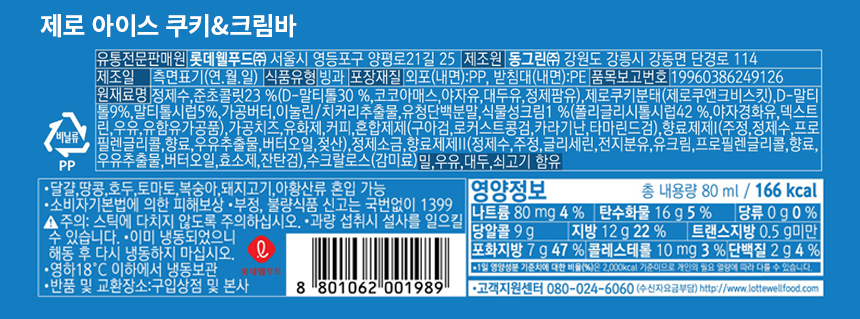 제로 아이스 쿠키&크림바
유통전문판매원 롯데웰푸드㈜ 서울시 영등포구 양평로21길 25 제조원 동그린㈜ 강원도 강릉시 강동면 단경로 114
제조일 측면표기(연.월.일) 식품유형 빙과 포장재질 외포(내면):PP, 받침대(내면):PE 품목보고번호 19960386249126
원재료명 정제수,준초콜릿23 %(D-말티톨30 %,코코아매스,야자유,대두유,정제팜유),제로쿠키분태(제로쿠앤크비스킷),D-말티
톨9%,말티톨시럽5%,가공버터,이눌린/치커리추출물,유청단백분말,식물성크림1 %(폴리글리시톨시럽42 %,야자경화유,덱스트
린,우유,유함유가공품),가공치즈,유화제,커피,혼합제제(구아검,로커스트콩검,카라기난,타마린드검),향료제제Ⅰ(주정,정제수,프로
필렌글리콜,향료,우유추출물,버터오일,젖산),정제소금,향료제제Ⅱ(정제수,주정,글리세린,전지분유,유크림,프로필렌글리콜,향료,
우유추출물,버터오일,효소제,잔탄검),수크랄로스(감미료) 밀,우유,대두,쇠고기 함유
비닐류
PP
•달걀,땅콩,호두,토마토,복숭아,돼지고기,아황산류 혼입 가능
•소비자기본법에 의한 피해보상 •부정, 불량식품 신고는 국번없이 1399
⚠주의: 스틱에 다치지 않도록 주의하십시오. •과량 섭취시 설사를 일으킬
수 있습니다. •이미 냉동되었으니
해동 후 다시 냉동하지 마십시오.
•영하18℃ 이하에서 냉동보관
•반품 및 교환장소:구입상점 및 본사
롯데웰푸드
8 801062 001989
영양정보 총 내용량 80 ml / 166 kcal
나트륨 80 mg 4 % 탄수화물 16 g 5 % 당류 0 g 0 %
당알콜 9 g 지방 12 g 22 % 트랜스지방 0.5 g미만
포화지방 7 g 47 % 콜레스테롤 10 mg 3 % 단백질 2 g 4 %
•1일 영양성분 기준치에 대한 비율(%)은 2,000kcal 기준이므로 개인의 필요 열량에 따라 다를 수 있습니다.
•고객지원센터 080-024-6060 (수신자요금부담) http://www.lottewellfood.com